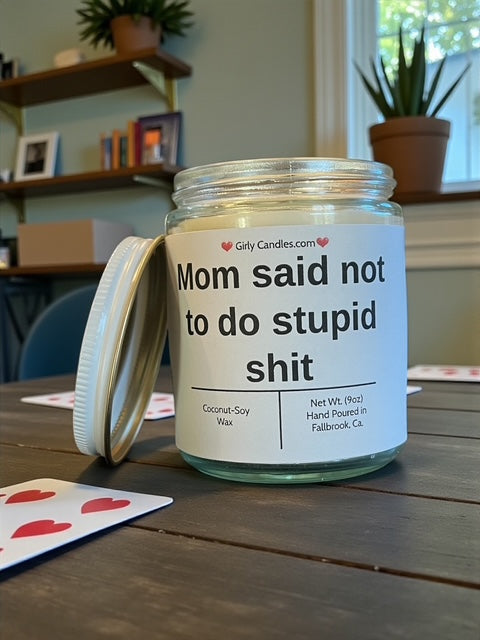 Girly Candles.com
Mom said not
to do stupid
shit
Coconut-Soy
Wax
Net Wt. (9oz)
Hand Poured in
Fallbrook, Ca.